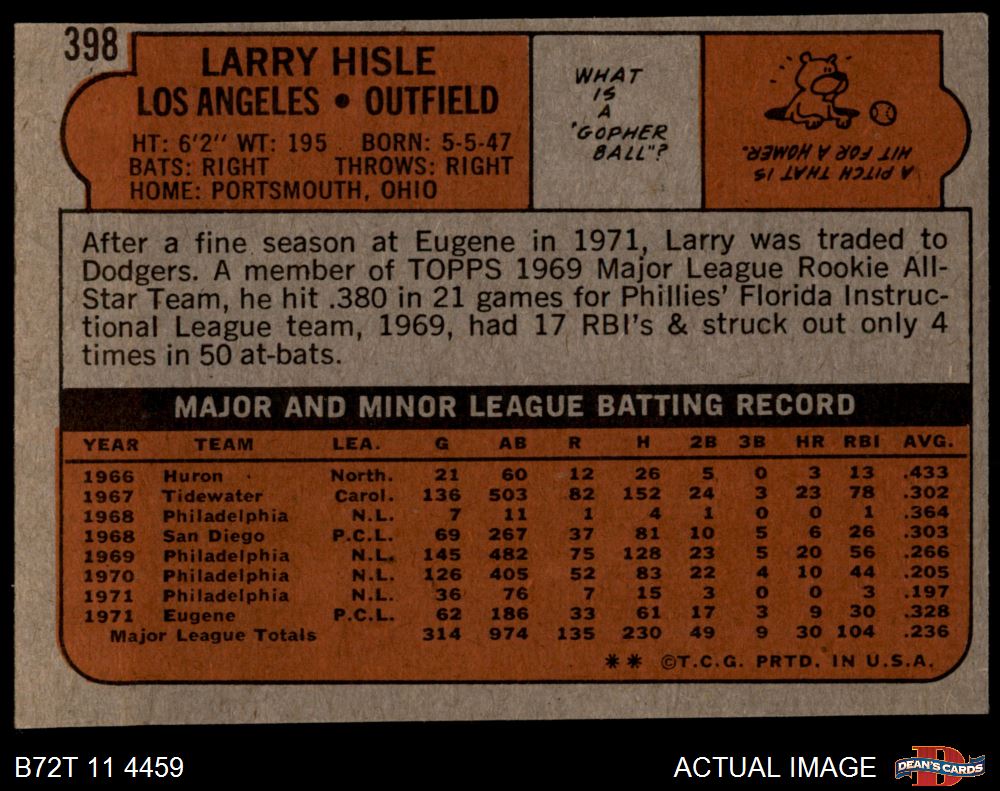 398
LARRY HISLE
LOS ANGELES • OUTFIELD
HT: 6'2" WT: 195 BORN: 5-5-47
BATS: RIGHT THROWS: RIGHT
HOME: PORTSMOUTH, OHIO
WHAT
IS
A
"GOPHER
BALL"?
A PITCH THAT IS
HIT FOR A HOMER.
After a fine season at Eugene in 1971, Larry was traded to
Dodgers. A member of TOPPS 1969 Major League Rookie All-
Star Team, he hit .380 in 21 games for Phillies' Florida Instruc-
tional League team, 1969, had 17 RBI's & struck out only 4
times in 50 at-bats.
MAJOR AND MINOR LEAGUE BATTING RECORD
YEAR TEAM LEA. G AB R H 2B 3B HR RBI AVG.
1966 Huron North. 21 60 12 26 5 0 3 13 .433
1967 Tidewater Carol. 136 503 82 152 24 3 23 78 .302
1968 Philadelphia N.L. 7 11 1 4 1 0 0 1 .364
1968 San Diego P.C.L. 69 267 37 81 10 5 6 26 .303
1969 Philadelphia N.L. 145 482 75 128 23 5 20 56 .266
1970 Philadelphia N.L. 126 405 52 83 22 4 10 44 .205
1971 Philadelphia N.L. 36 76 7 15 3 0 0 3 .197
1971 Eugene P.C.L. 62 186 33 61 17 3 9 30 .328
Major League Totals 314 974 135 230 49 9 30 104 .236
** ©T.C.G. PRTD. IN U.S.A.
B72T 11 4459
ACTUAL IMAGE
D
DEAN'S CARDS